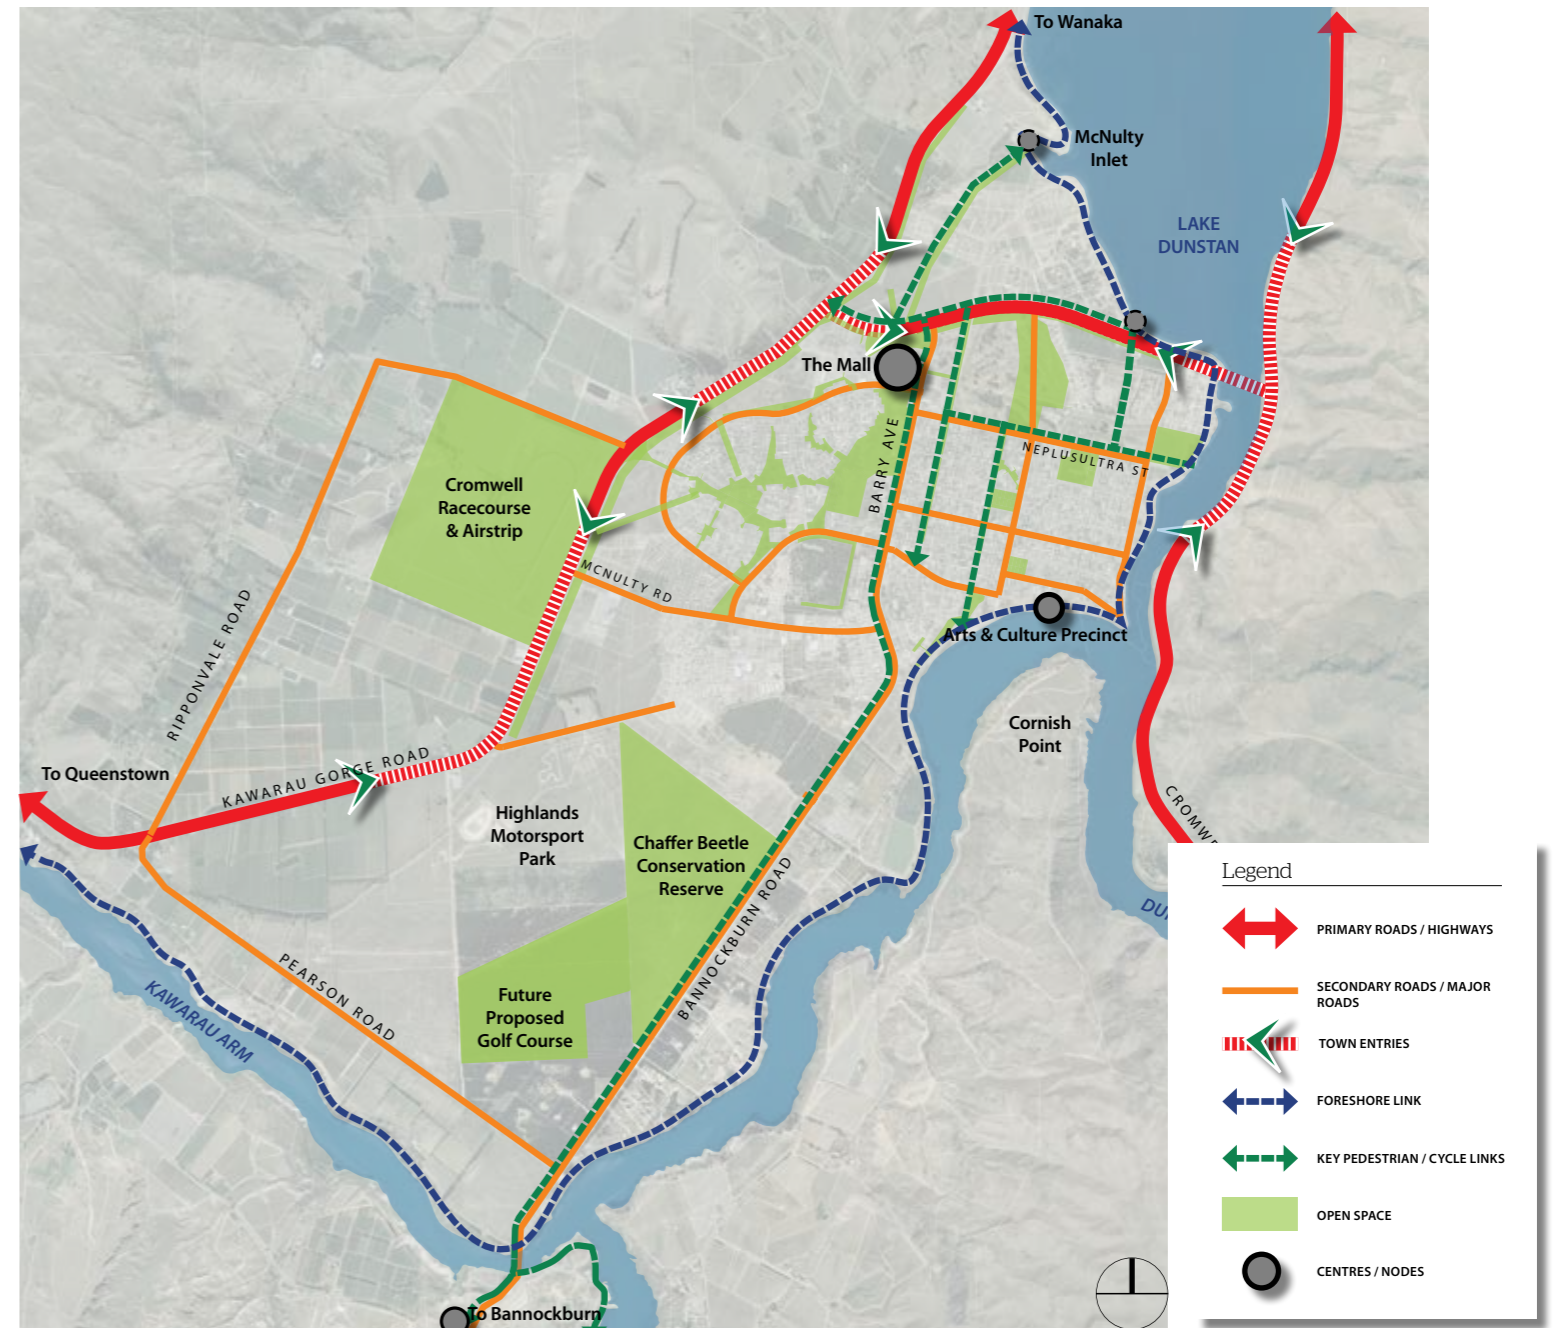 To Wanaka
McNulty
Inlet
LAKE
DUNSTAN
The Mall
BARRY AVE
NEPLUSULTRA ST
Cromwell
Racecourse
& Airstrip
MCNULTY RD
RIPPONVALE ROAD
Arts & Culture Precinct
Cornish
Point
To Queenstown
KAWARAU GORGE ROAD
Highlands
Motorsport
Park
Chaffer Beetle
Conservation
Reserve
BANNOCKBURN ROAD
PEARSON ROAD
KAWARAU ARM
Future
Proposed
Golf Course
To Bannockburn
Legend
PRIMARY ROADS / HIGHWAYS
SECONDARY ROADS / MAJOR
ROADS
TOWN ENTRIES
FORESHORE LINK
KEY PEDESTRIAN / CYCLE LINKS
OPEN SPACE
CENTRES / NODES